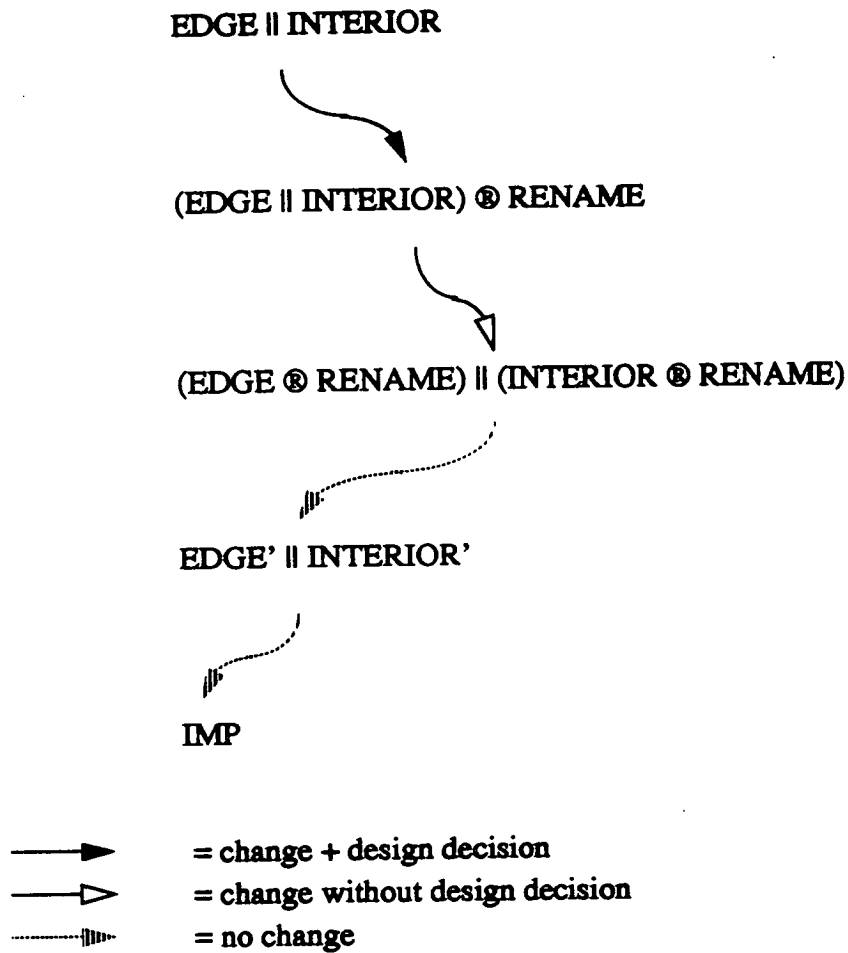 EDGE || INTERIOR
(EDGE || INTERIOR) ® RENAME
(EDGE ® RENAME) || (INTERIOR ® RENAME)
EDGE’ || INTERIOR’
IMP
= change + design decision
= change without design decision
= no change